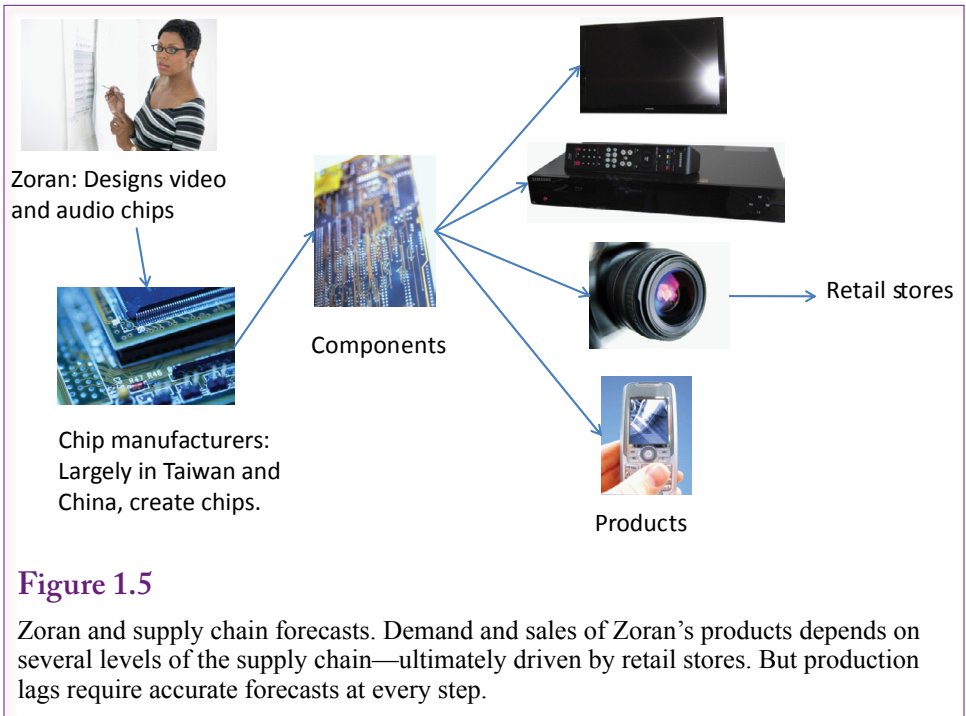 Zoran: Designs video
and audio chips
Chip manufacturers:
Largely in Taiwan and
China, create chips.
Components
Products
Retail stores
R47 R48
Figure 1.5
Zoran and supply chain forecasts. Demand and sales of Zoran's products depends on
several levels of the supply chain—ultimately driven by retail stores. But production
lags require accurate forecasts at every step.